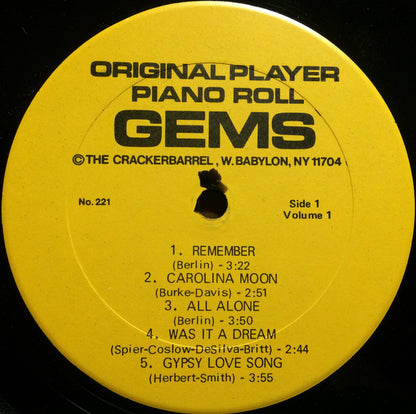 ORIGINAL PLAYER
PIANO ROLL
GEMS
© THE CRACKERBARREL, W. BABYLON, NY 11704
No. 221
Side 1
Volume 1
1. REMEMBER
(Berlin) - 3:22
2. CAROLINA MOON
(Burke-Davis) - 2:51
3. ALL ALONE
(Berlin) - 3:50
4. WAS IT A DREAM
(Spier-Coslow-DeSilva-Britt) - 2:44
5. GYPSY LOVE SONG
(Herbert-Smith) - 3:55